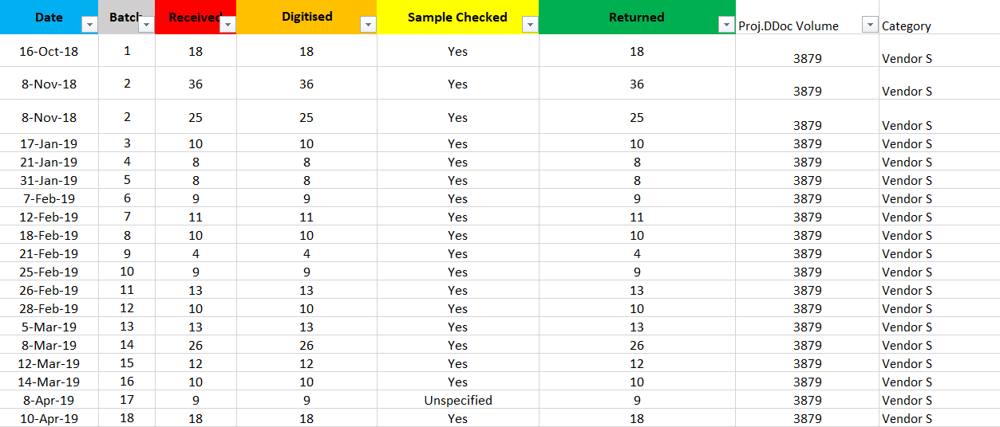 Date Batch Received Digitised Sample Checked Returned Proj.DDoc Volume Category
16-Oct-18 1 18 18 Yes 18 3879 Vendor S
8-Nov-18 2 36 36 Yes 36 3879 Vendor S
8-Nov-18 2 25 25 Yes 25 3879 Vendor S
17-Jan-19 3 10 10 Yes 10 3879 Vendor S
21-Jan-19 4 8 8 Yes 8 3879 Vendor S
31-Jan-19 5 8 8 Yes 8 3879 Vendor S
7-Feb-19 6 9 9 Yes 9 3879 Vendor S
12-Feb-19 7 11 11 Yes 11 3879 Vendor S
18-Feb-19 8 10 10 Yes 10 3879 Vendor S
21-Feb-19 9 4 4 Yes 4 3879 Vendor S
25-Feb-19 10 9 9 Yes 9 3879 Vendor S
26-Feb-19 11 13 13 Yes 13 3879 Vendor S
28-Feb-19 12 10 10 Yes 10 3879 Vendor S
5-Mar-19 13 13 13 Yes 13 3879 Vendor S
8-Mar-19 14 26 26 Yes 26 3879 Vendor S
12-Mar-19 15 12 12 Yes 12 3879 Vendor S
14-Mar-19 16 10 10 Yes 10 3879 Vendor S
8-Apr-19 17 9 9 Unspecified 9 3879 Vendor S
10-Apr-19 18 18 18 Yes 18 3879 Vendor S